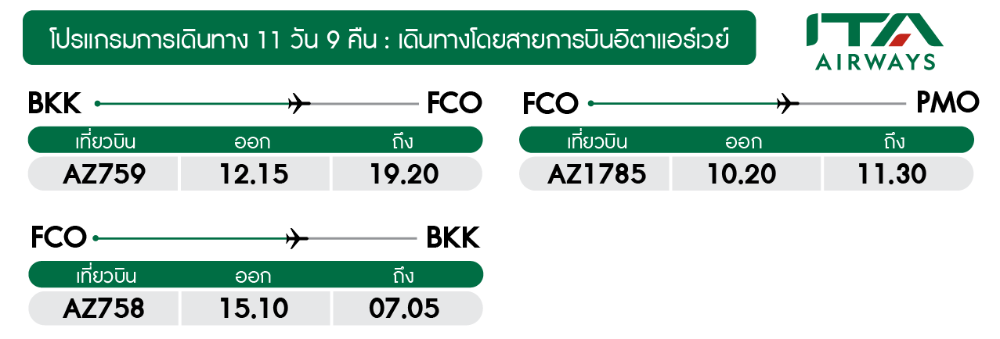 โปรแกรมการเดินทาง 11 วัน 9 คืน : เดินทางโดยสายการบินอิตาแอร์เวย์
ITA
AIRWAYS
BKK FCO
เที่ยวบิน ออก ถึง
AZ759 12.15 19.20
FCO PMO
เที่ยวบิน ออก ถึง
AZ1785 10.20 11.30
FCO BKK
เที่ยวบิน ออก ถึง
AZ758 15.10 07.05